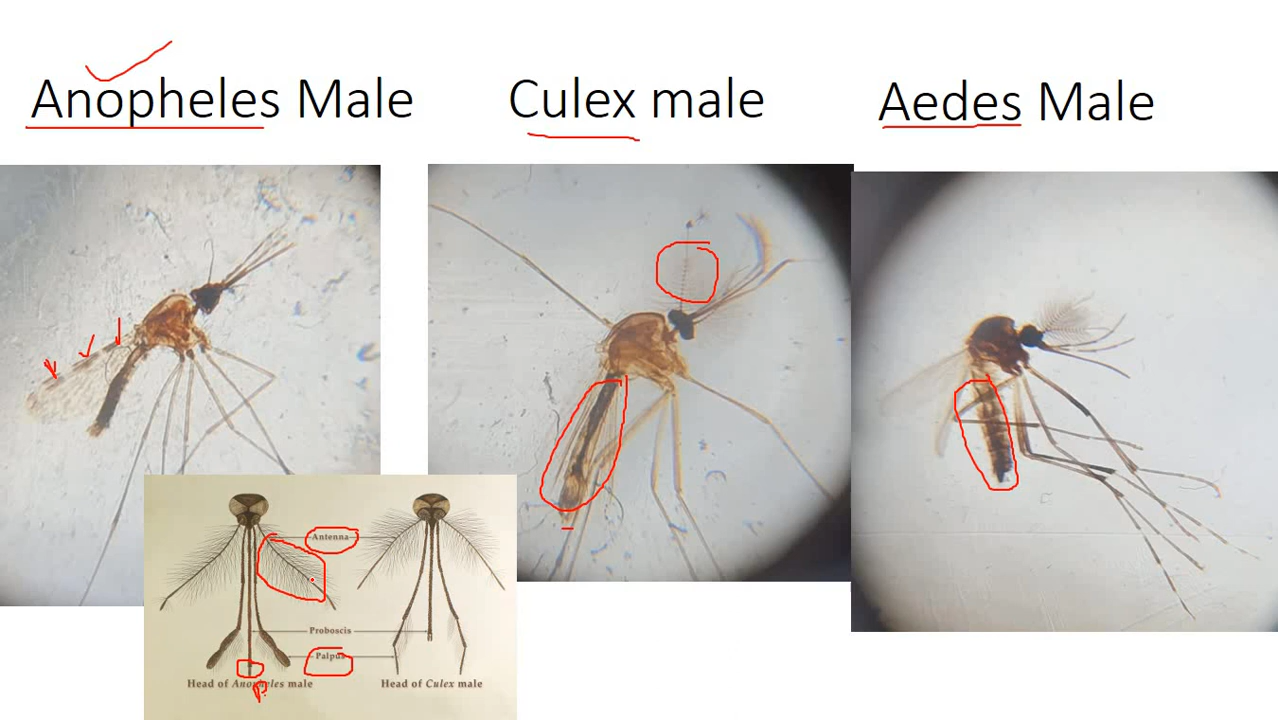 Anopheles Male
Culex male
Aedes Male
Antenna
Proboscis
Palpus
Head of Anopheles male
Head of Culex male